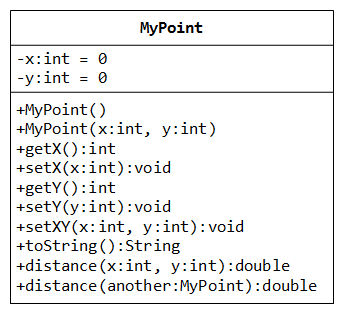 MyPoint
-x:int = 0
-y:int = 0
+MyPoint()
+MyPoint(x:int, y:int)
+getX():int
+setX(x:int):void
+getY():int
+setY(y:int):void
+setXY(x:int, y:int):void
+toString():String
+distance(x:int, y:int):double
+distance(another:MyPoint):double